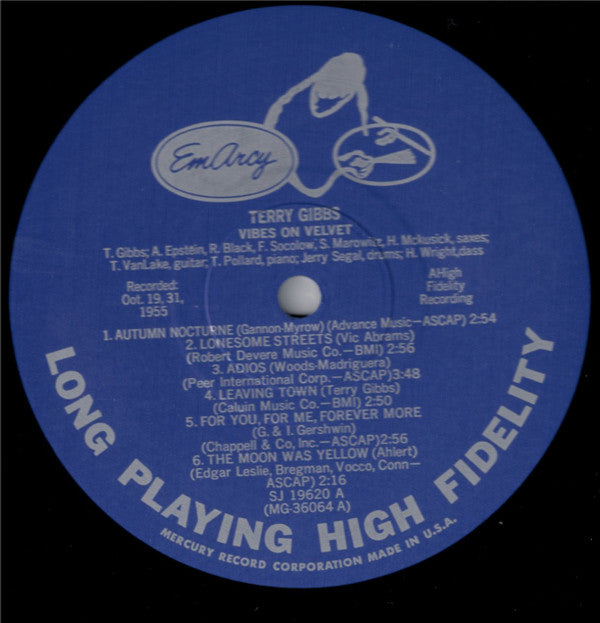 EmArcy
TERRY GIBBS
VIBES ON VELVET
T. Gibbs; A. Epstein, R. Black, F. Socolow, S. Marowitz, H. Mckusick, saxes;
T. VanLake, guitar; T. Pollard, piano; Jerry Segal, drums; H. Wright,dass
Recorded:
Oot. 19, 31,
1955
AHigh
Fidelity
Recording
1. AUTUMN NOCTURNE (Gannon-Myrow) (Advance Music—ASCAP) 2:54
2. LONESOME STREETS (Vic Abrams)
(Robert Devere Music Co.—BMI) 2:56
3. ADIOS (Woods-Madriguera)
(Peer International Corp.—ASCAP)3:48
4. LEAVING TOWN (Terry Gibbs)
(Caluin Music Co.—BMI) 2:50
5. FOR YOU, FOR ME, FOREVER MORE
(G. & I. Gershwin)
(Chappell & Co, Inc.—ASCAP)2:56
6. THE MOON WAS YELLOW (Ahlert)
(Edgar Leslie, Bregman, Vocco, Conn—
ASCAP) 2:16
SJ 19620 A
(MG-36064 A)
LONG PLAYING HIGH FIDELITY
MERCURY RECORD CORPORATION MADE IN U.S.A.